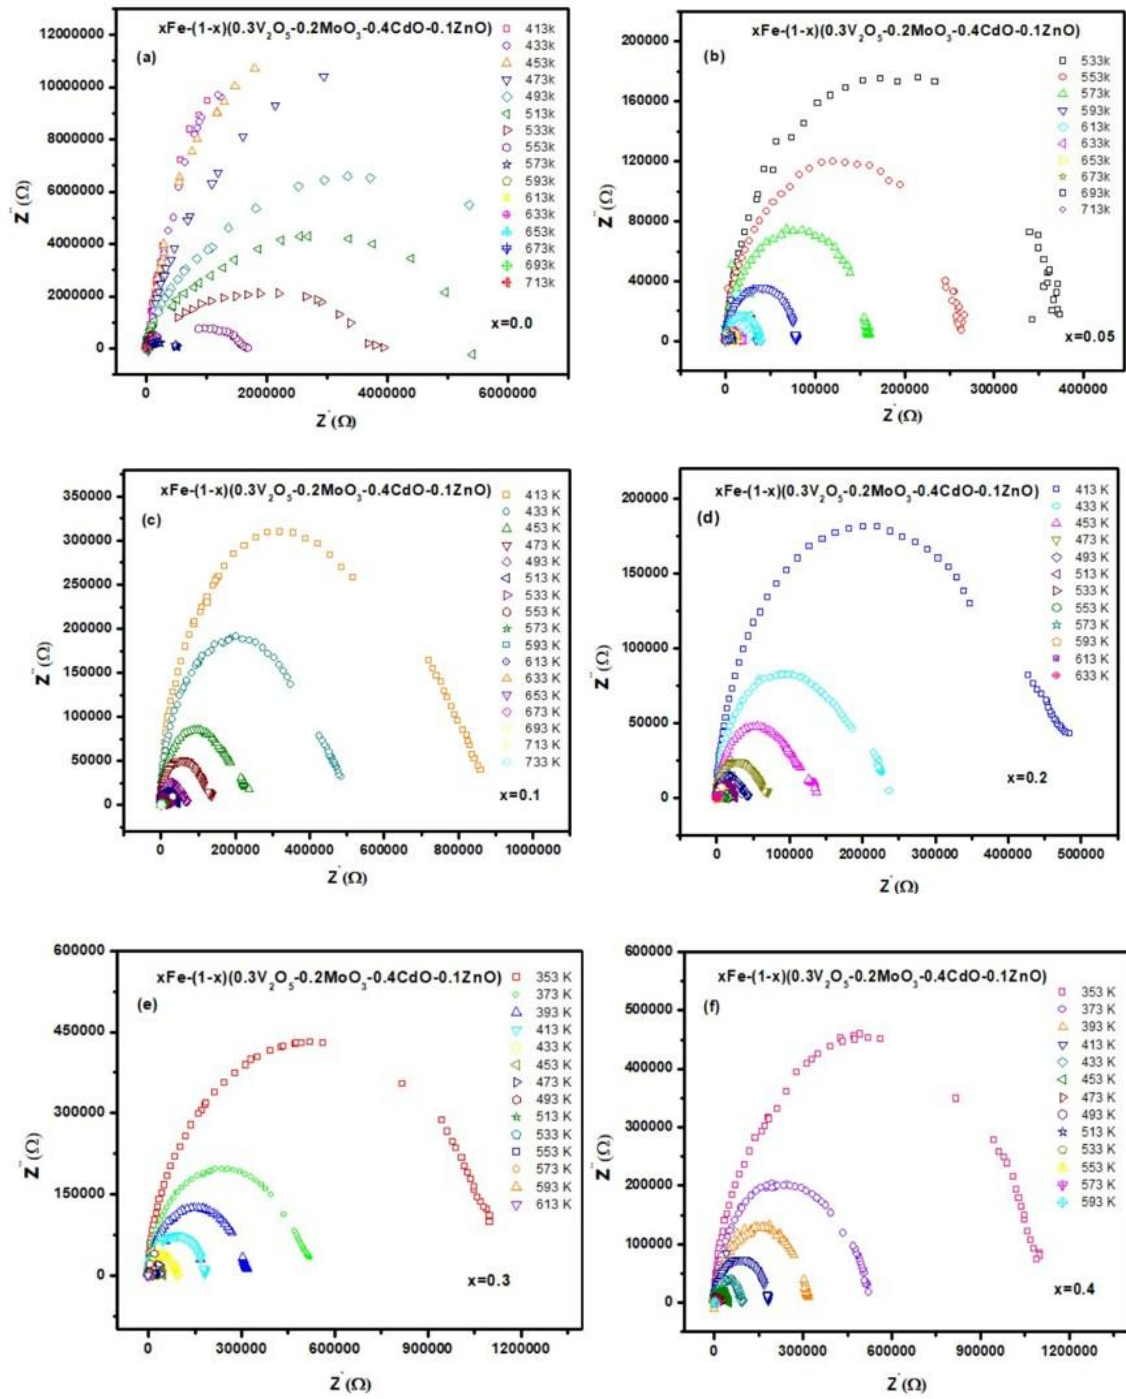 xFe-(1-x)(0.3V₂O₅-0.2MoO₃-0.4CdO-0.1ZnO)
(a)
12000000
10000000
8000000
6000000
4000000
2000000
0
Z¨(Ω)
0 2000000 4000000 6000000
Z'(Ω)
x=0.0
413k
433k
453k
473k
493k
513k
533k
553k
573k
593k
613k
633k
653k
673k
693k
713k
xFe-(1-x)(0.3V₂O₅-0.2MoO₃-0.4CdO-0.1ZnO)
(b)
200000
160000
120000
80000
40000
0
Z¨(Ω)
0 100000 200000 300000 400000
Z'(Ω)
x=0.05
533k
553k
573k
593k
613k
633k
653k
673k
693k
713k
xFe-(1-x)(0.3V₂O₅-0.2MoO₃-0.4CdO-0.1ZnO)
(c)
350000
300000
250000
200000
150000
100000
50000
0
Z¨(Ω)
0 200000 400000 600000 800000 1000000
Z'(Ω)
x=0.1
413 K
433 K
453 K
473 K
493 K
513 K
533 K
553 K
573 K
593 K
613 K
633 K
653 K
673 K
693 K
713 K
733 K
xFe-(1-x)(0.3V₂O₅-0.2MoO₃-0.4CdO-0.1ZnO)
(d)
200000
150000
100000
50000
0
Z¨(Ω)
0 100000 200000 300000 400000 500000
Z'(Ω)
x=0.2
413 K
433 K
453 K
473 K
493 K
513 K
533 K
553 K
573 K
593 K
613 K
633 K
xFe-(1-x)(0.3V₂O₅-0.2MoO₃-0.4CdO-0.1ZnO)
(e)
600000
450000
300000
150000
0
Z¨(Ω)
0 300000 600000 900000 1200000
Z'(Ω)
x=0.3
353 K
373 K
393 K
413 K
433 K
453 K
473 K
493 K
513 K
533 K
553 K
573 K
593 K
613 K
xFe-(1-x)(0.3V₂O₅-0.2MoO₃-0.4CdO-0.1ZnO)
(f)
600000
500000
400000
300000
200000
100000
0
Z¨(Ω)
0 300000 600000 900000 1200000
Z'(Ω)
x=0.4
353 K
373 K
393 K
413 K
433 K
453 K
473 K
493 K
513 K
533 K
553 K
573 K
593 K